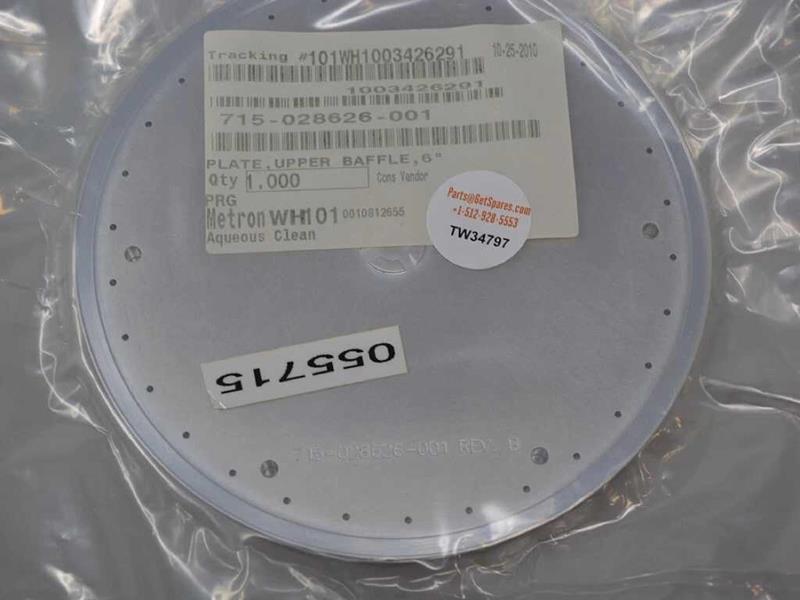 Tracking #101WH1003426291 10-25-2010
1003426291
715-028626-001
PLATE,UPPER BAFFLE,6"
Qty 1.000 Cons Vendor
PRG
Metron WH101 0010812655
Aqueous Clean
Parts@GetSpares.com
+1-512-928-5553
TW34797
055715
715-028626-001 REV. B